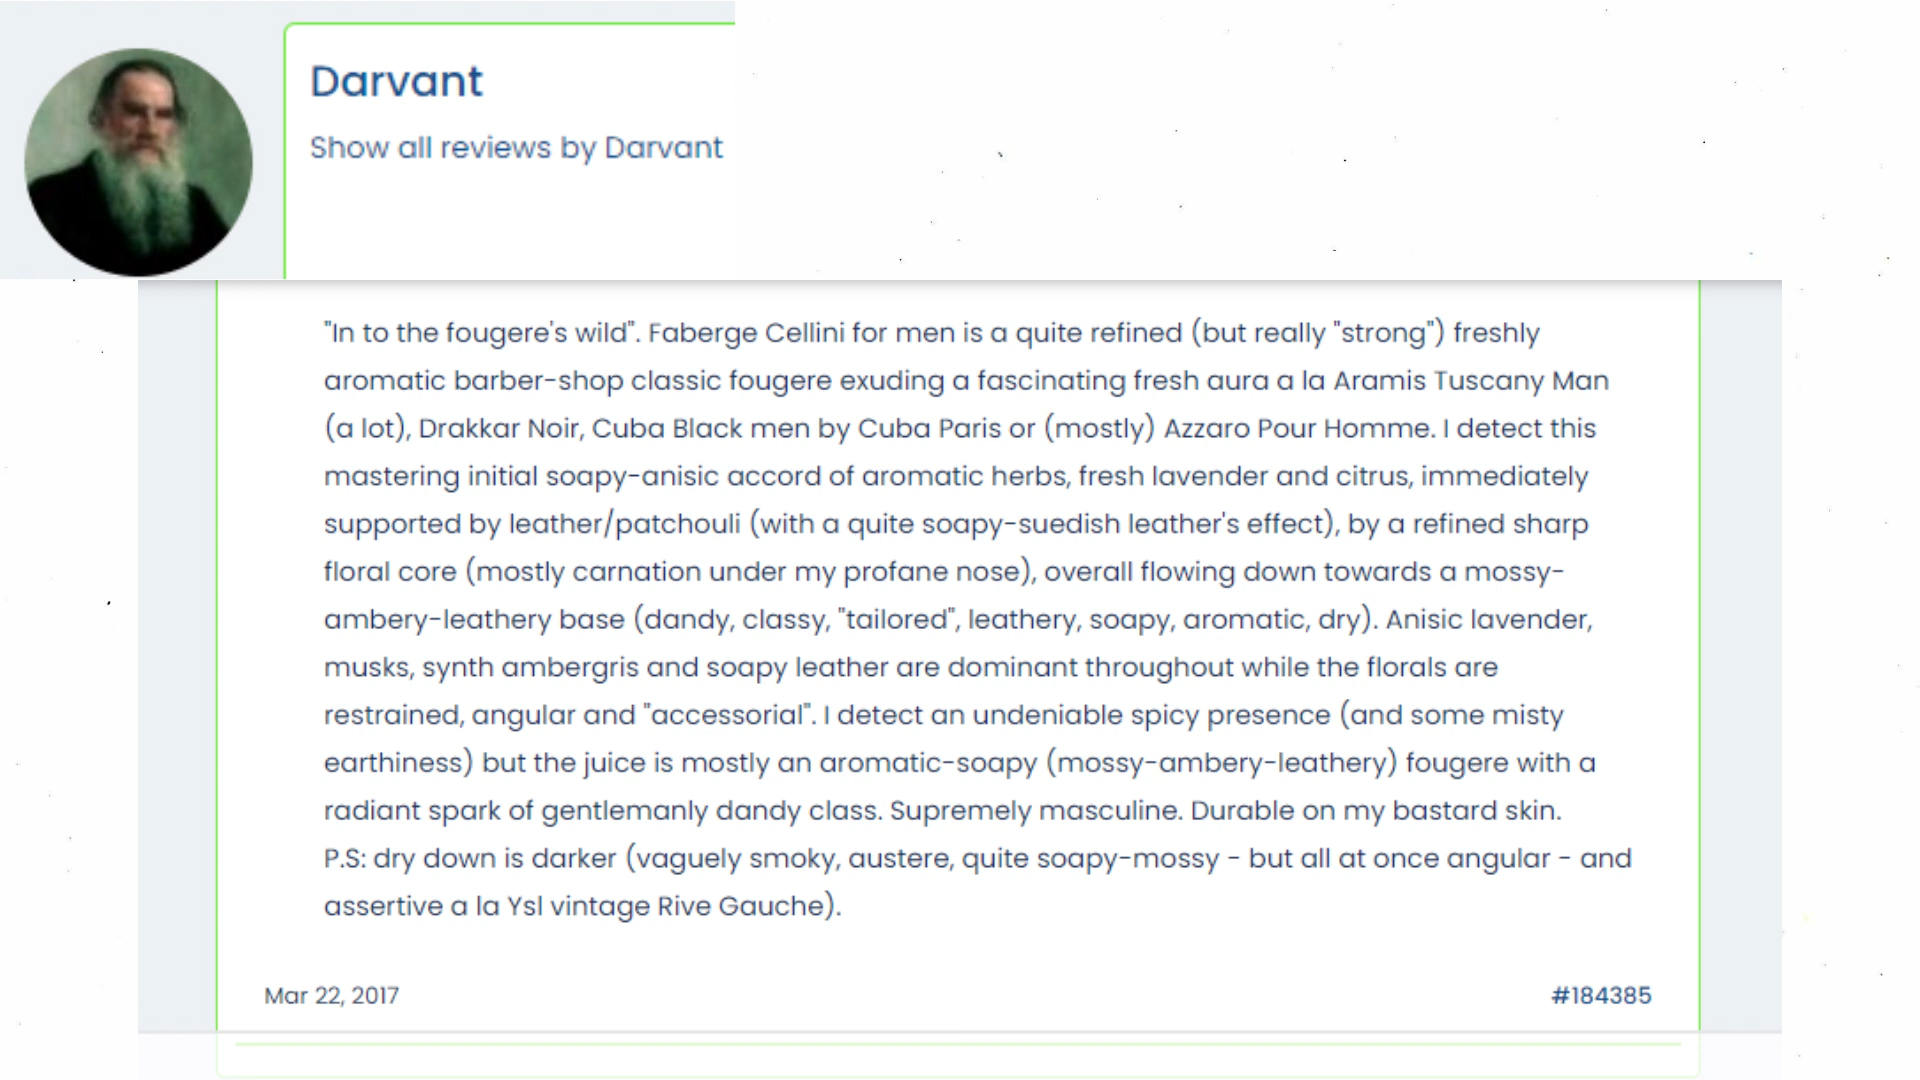 Darvant
Show all reviews by Darvant
"In to the fougere's wild". Faberge Cellini for men is a quite refined (but really "strong") freshly
aromatic barber-shop classic fougere exuding a fascinating fresh aura a la Aramis Tuscany Man
(a lot), Drakkar Noir, Cuba Black men by Cuba Paris or (mostly) Azzaro Pour Homme. I detect this
mastering initial soapy-anisic accord of aromatic herbs, fresh lavender and citrus, immediately
supported by leather/patchouli (with a quite soapy-suedish leather's effect), by a refined sharp
floral core (mostly carnation under my profane nose), overall flowing down towards a mossy-
ambery-leathery base (dandy, classy, "tailored", leathery, soapy, aromatic, dry). Anisic lavender,
musks, synth ambergris and soapy leather are dominant throughout while the florals are
restrained, angular and "accessorial". I detect an undeniable spicy presence (and some misty
earthiness) but the juice is mostly an aromatic-soapy (mossy-ambery-leathery) fougere with a
radiant spark of gentlemanly dandy class. Supremely masculine. Durable on my bastard skin.
P.S: dry down is darker (vaguely smoky, austere, quite soapy-mossy - but all at once angular - and
assertive a la Ysl vintage Rive Gauche).
Mar 22, 2017
#184385